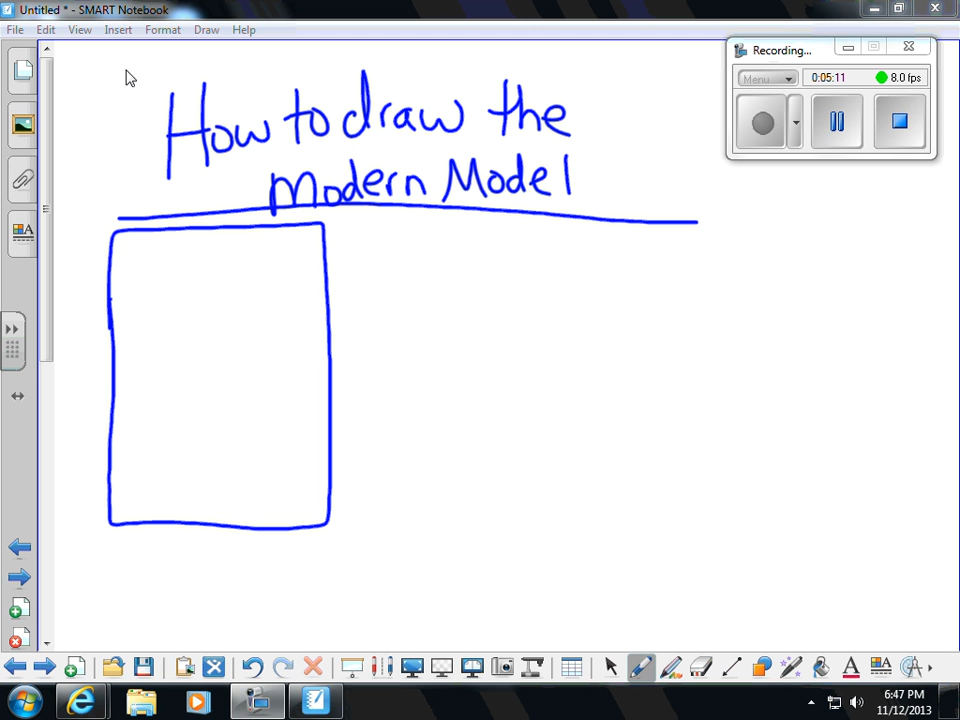 Untitled * - SMART Notebook
File Edit View Insert Format Draw Help
Recording...
Menu 0:05:11 8.0 fps
How to draw the
Modern Model
6:47 PM
11/12/2013